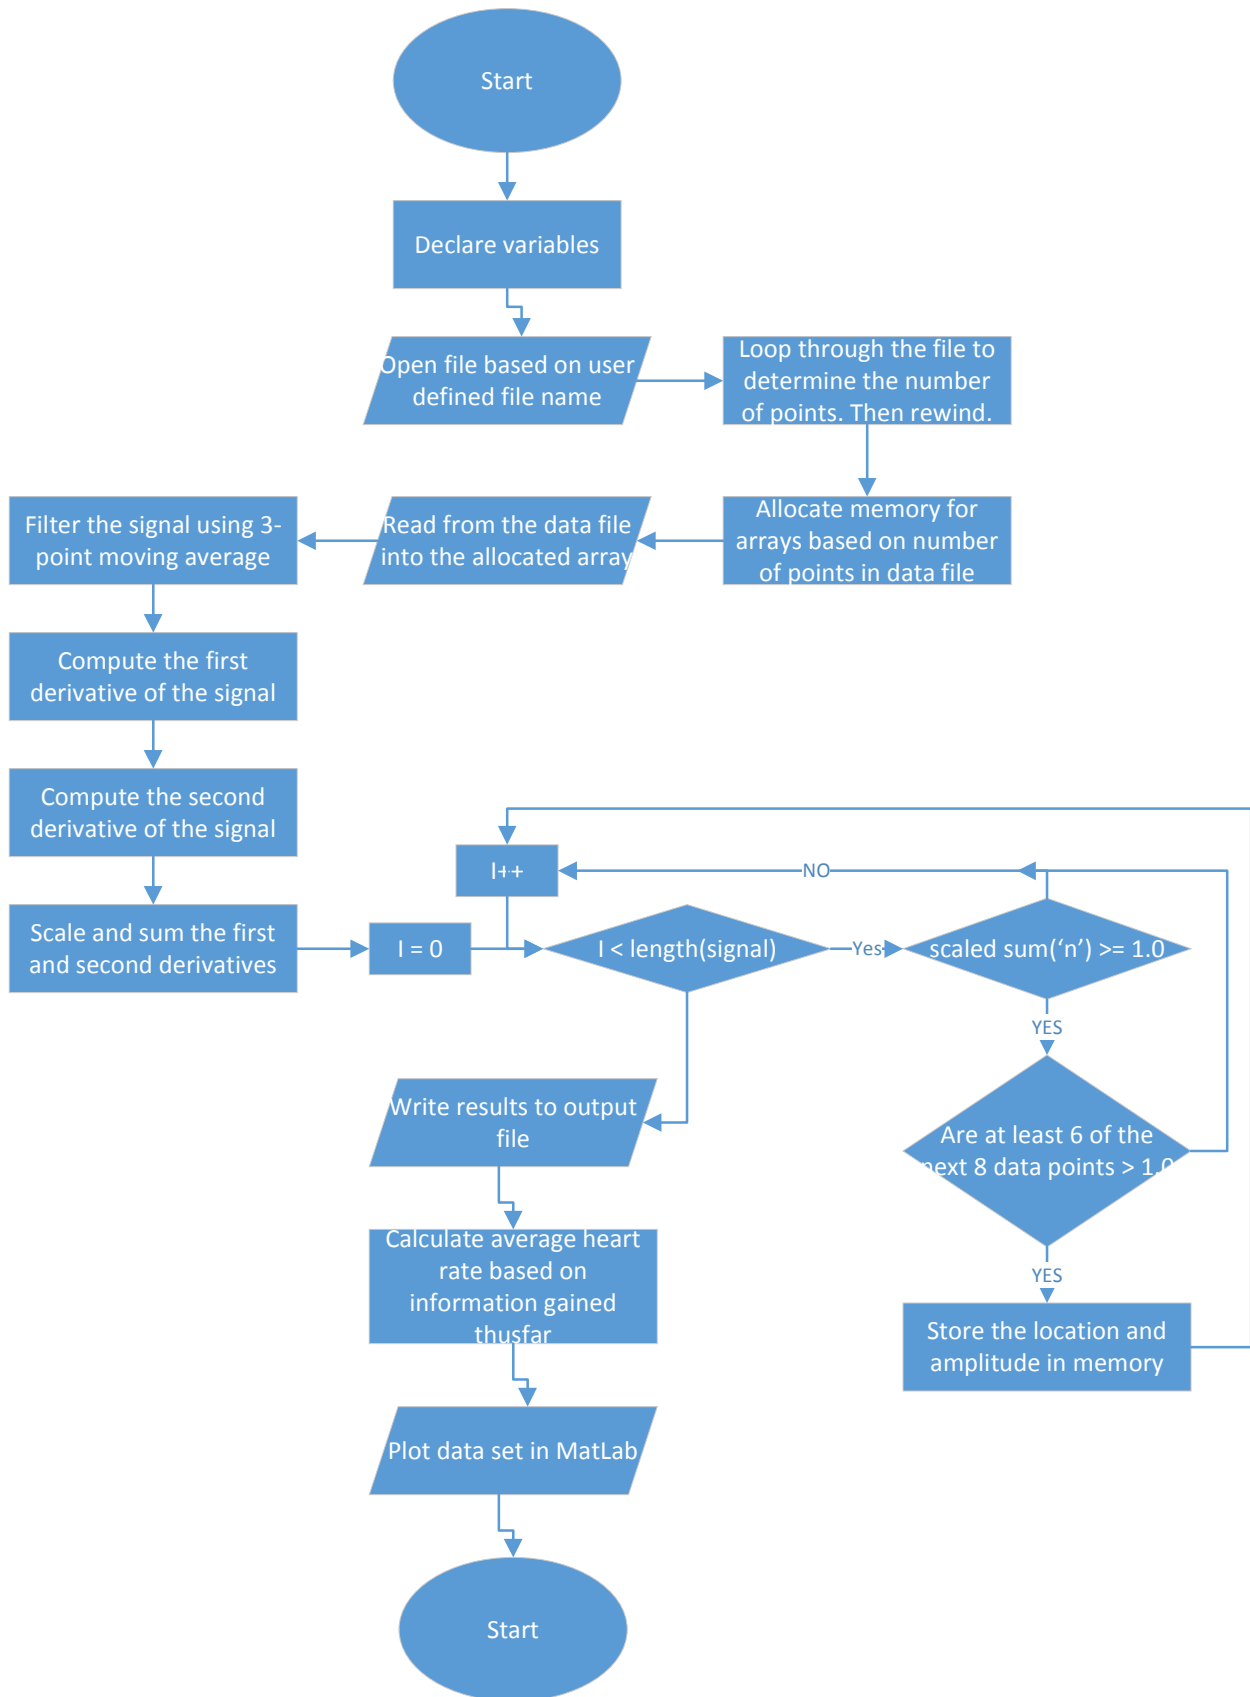 Start
Declare variables
Open file based on user
defined file name
Loop through the file to
determine the number
of points. Then rewind.
Allocate memory for
arrays based on number
of points in data file
Read from the data file
into the allocated array
Filter the signal using 3-
point moving average
Compute the first
derivative of the signal
Compute the second
derivative of the signal
Scale and sum the first
and second derivatives
I = 0
I++
I < length(signal)
Yes
scaled sum(‘n’) >= 1.0
NO
YES
Are at least 6 of the
next 8 data points > 1.0
YES
Store the location and
amplitude in memory
Write results to output
file
Calculate average heart
rate based on
information gained
thusfar
Plot data set in MatLab
Start